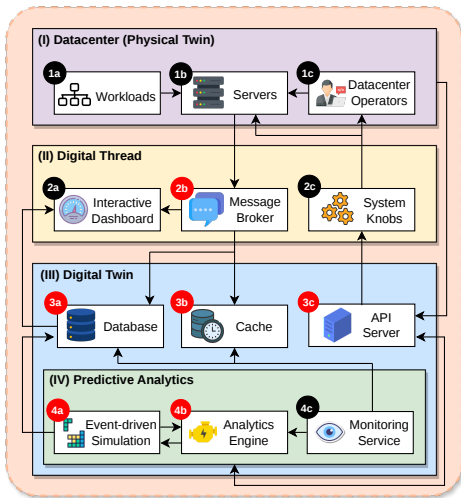 (I) Datacenter (Physical Twin)
1a
1b
1c
Workloads
Servers
Datacenter
Operators
(II) Digital Thread
2a
2b
2c
Interactive
Dashboard
Message
Broker
System
Knobs
(III) Digital Twin
3a
3b
3c
Database
Cache
API
Server
(IV) Predictive Analytics
4a
4b
4c
Event-driven
Simulation
Analytics
Engine
Monitoring
Service